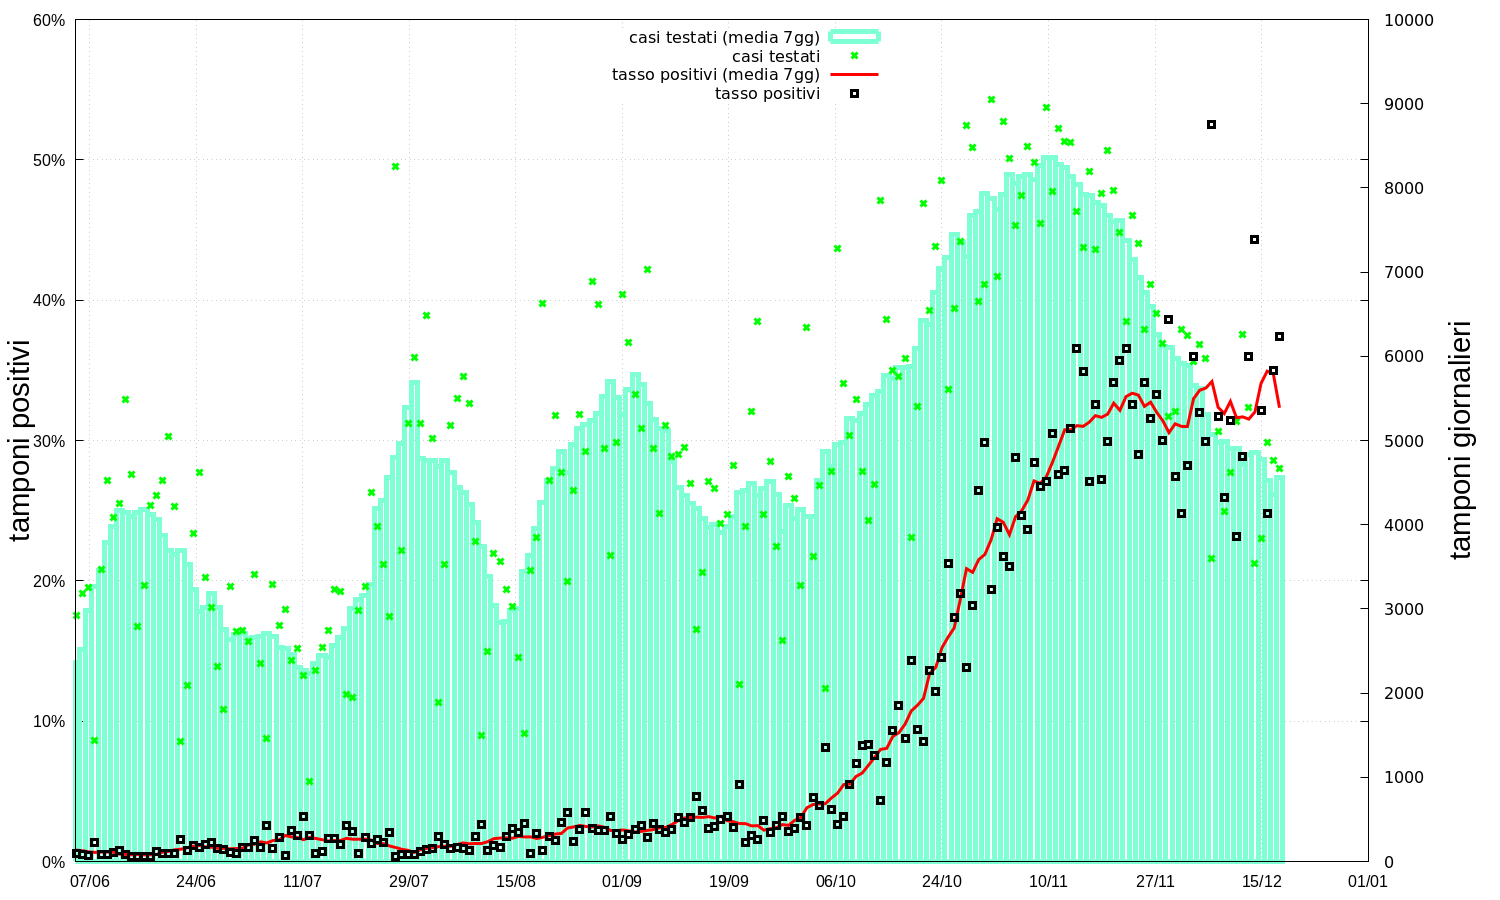 casi testati (media 7gg)
casi testati
tasso positivi (media 7gg)
tasso positivi
tamponi positivi
60%
50%
40%
30%
20%
10%
0%
10000
9000
8000
7000
6000
5000
4000
3000
2000
1000
0
tamponi giornalieri
07/06 24/06 11/07 29/07 15/08 01/09 19/09 06/10 24/10 10/11 27/11 15/12 01/01